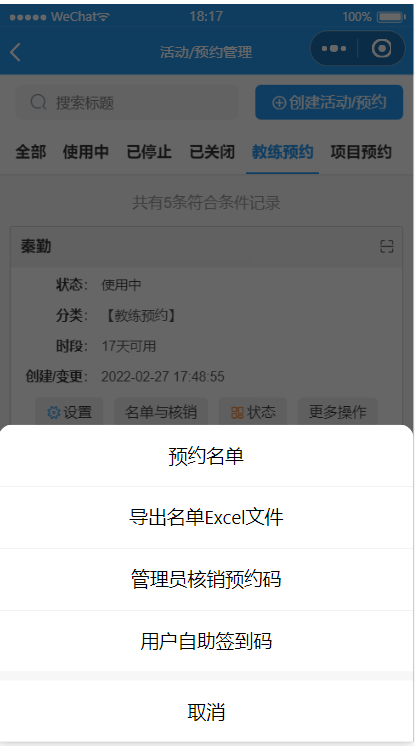 WeChat 18:17 100%
活动/预约管理
搜索标题 创建活动/预约
全部 使用中 已停止 已关闭 教练预约 项目预约
共有5条符合条件记录
秦勤
状态： 使用中
分类： 【教练预约】
时段： 17天可用
创建/变更： 2022-02-27 17:48:55
设置 名单与核销 状态 更多操作
预约名单
导出名单Excel文件
管理员核销预约码
用户自助签到码
取消